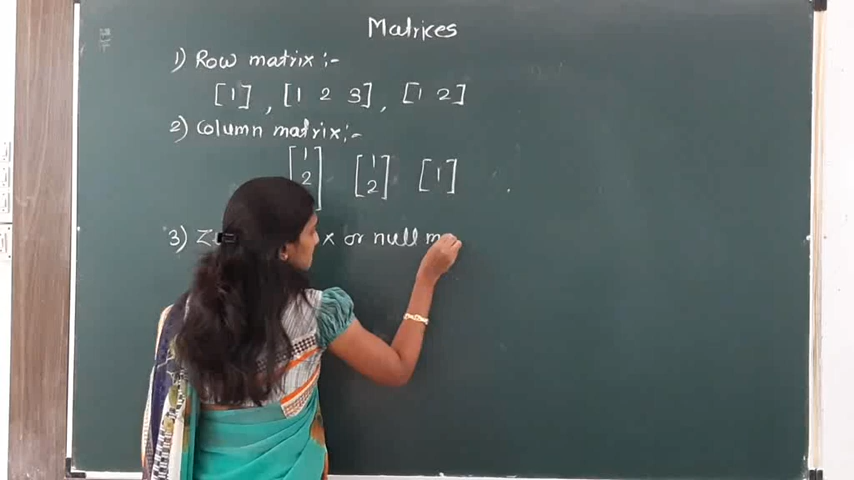 Matrices
1) Row matrix :-
[1] , [1 2 3] , [1 2]
2) Column matrix:-
[1 2 [1 2] [1]
3) x or null m